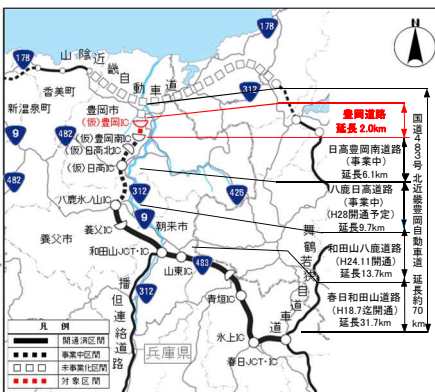 178
178
山陰近畿自動車道
香美町
新温泉町
豊岡市
312
(仮)豊岡IC
9
482
(仮)豊岡南IC
(仮)日高北IC
(仮)日高IC
482
426
312
八鹿氷ノ山IC
9
朝来市
養父IC
養父市
和田山JCT・IC
山東IC
483
312
播但連絡道路
青垣IC
兵庫県
氷上IC
春日JCT・IC
舞鶴若狭自動車道
N
豊岡道路
延長 2.0km
日高豊岡南道路
(事業中)
延長6.1km
八鹿日高道路
(事業中)
(H28開通予定)
延長9.7km
和田山八鹿道路
(H24.11開通)
延長13.7km
春日和田山道路
(H18.7迄開通)
延長31.7km
国道483号 北近畿豊岡自動車道 延長約70km
凡 例
開通済区間
事業中区間
未事業化区間
対象区間